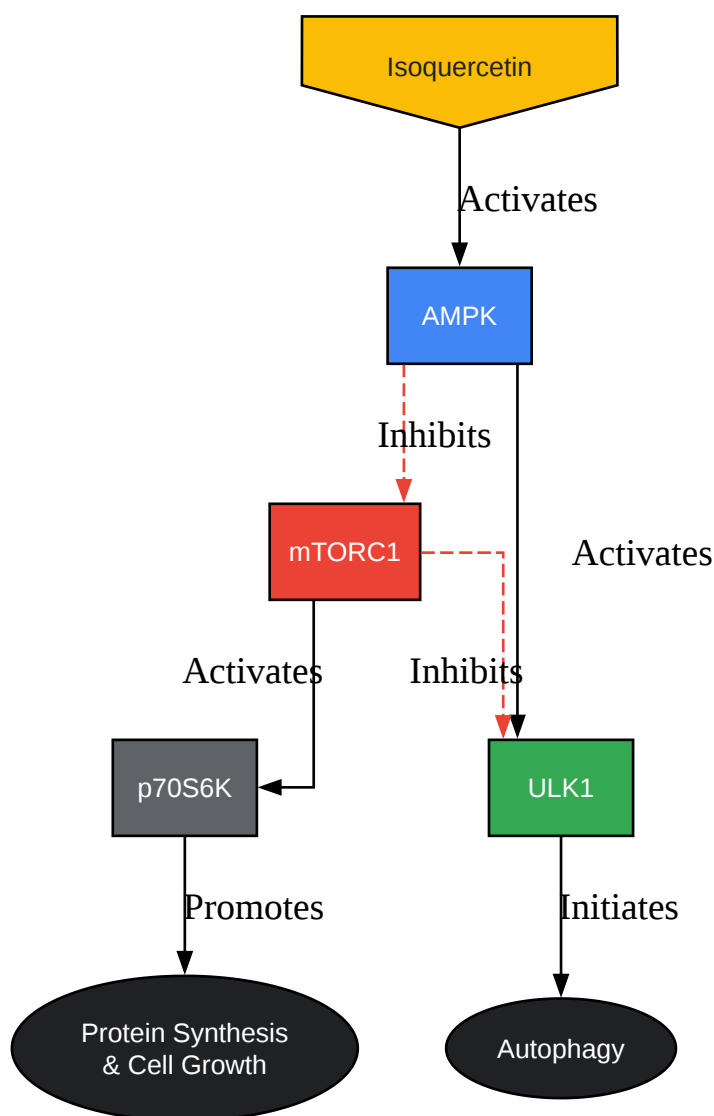 Isoquercetin
Activates
AMPK
Inhibits
mTORC1
Activates
Activates
Inhibits
p70S6K
ULK1
Promotes
Initiates
Protein Synthesis
& Cell Growth
Autophagy